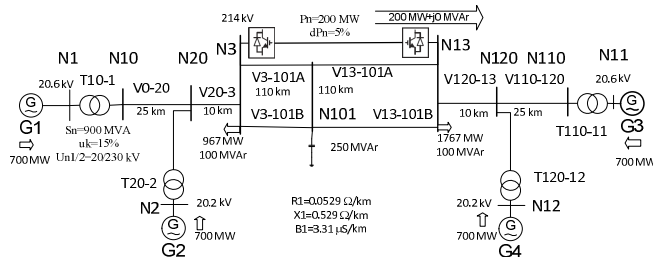 214 kV
Pn=200 MW
dPn=5%
200 MW+j0 MVAr
N1
N10
N20
N3
N13
N120
N110
N11
20.6 kV
T10-1
V0-20
V20-3
V3-101A
V13-101A
V120-13
V110-120
20.6 kV
G
G1
25 km
10 km
110 km
110 km
10 km
25 km
T110-11
G
G3
Sn=900 MVA
uk=15%
Un1/2=20/230 kV
V3-101B
N101
V13-101B
700 MW
967 MW
100 MVAr
250 MVAr
1767 MW
100 MVAr
700 MW
T20-2
T120-12
N2
20.2 kV
R1=0.0529 Ω/km
X1=0.529 Ω/km
B1=3.31 µS/km
20.2 kV
N12
G
700 MW
G2
700 MW
G
G4